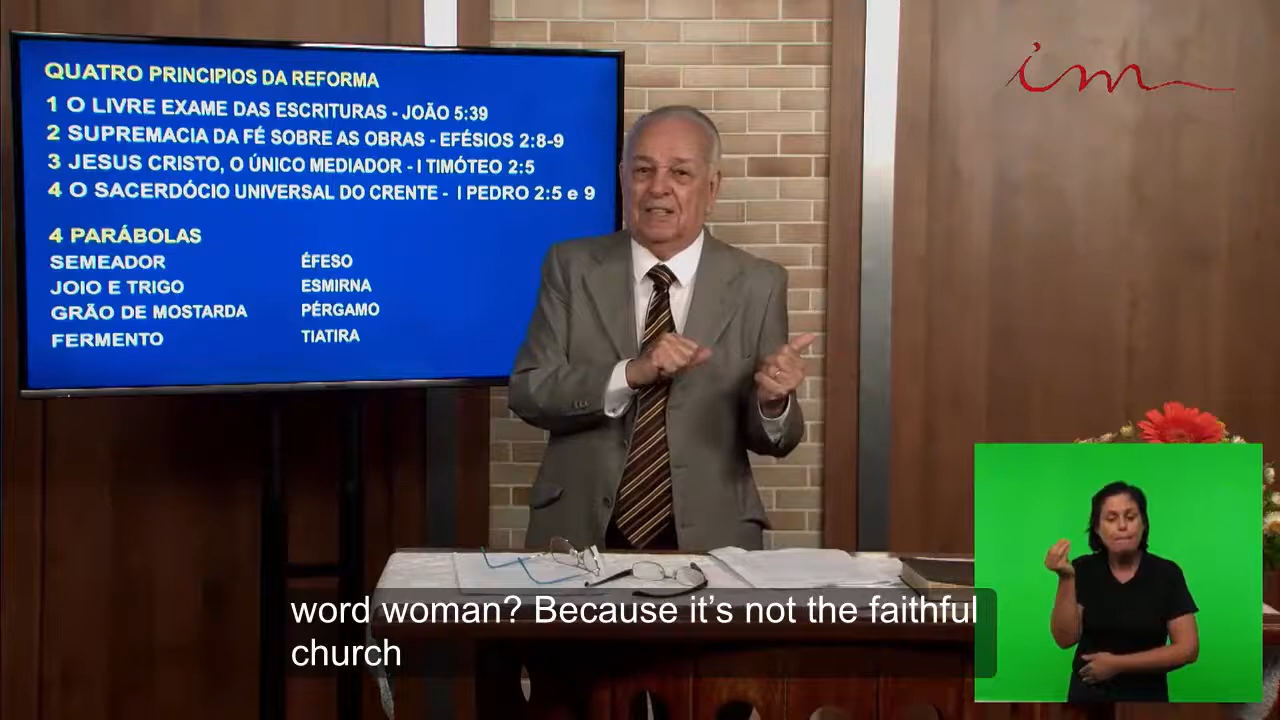 QUATRO PRINCIPIOS DA REFORMA
1 O LIVRE EXAME DAS ESCRITURAS - JOÃO 5:39
2 SUPREMACIA DA FÉ SOBRE AS OBRAS - EFÉSIOS 2:8-9
3 JESUS CRISTO, O ÚNICO MEDIADOR - I TIMÓTEO 2:5
4 O SACERDÓCIO UNIVERSAL DO CRENTE - I PEDRO 2:5 e 9
4 PARÁBOLAS
SEMEADOR ÉFESO
JOIO E TRIGO ESMIRNA
GRÃO DE MOSTARDA PÉRGAMO
FERMENTO TIATIRA
im
word woman? Because it’s not the faithful
church